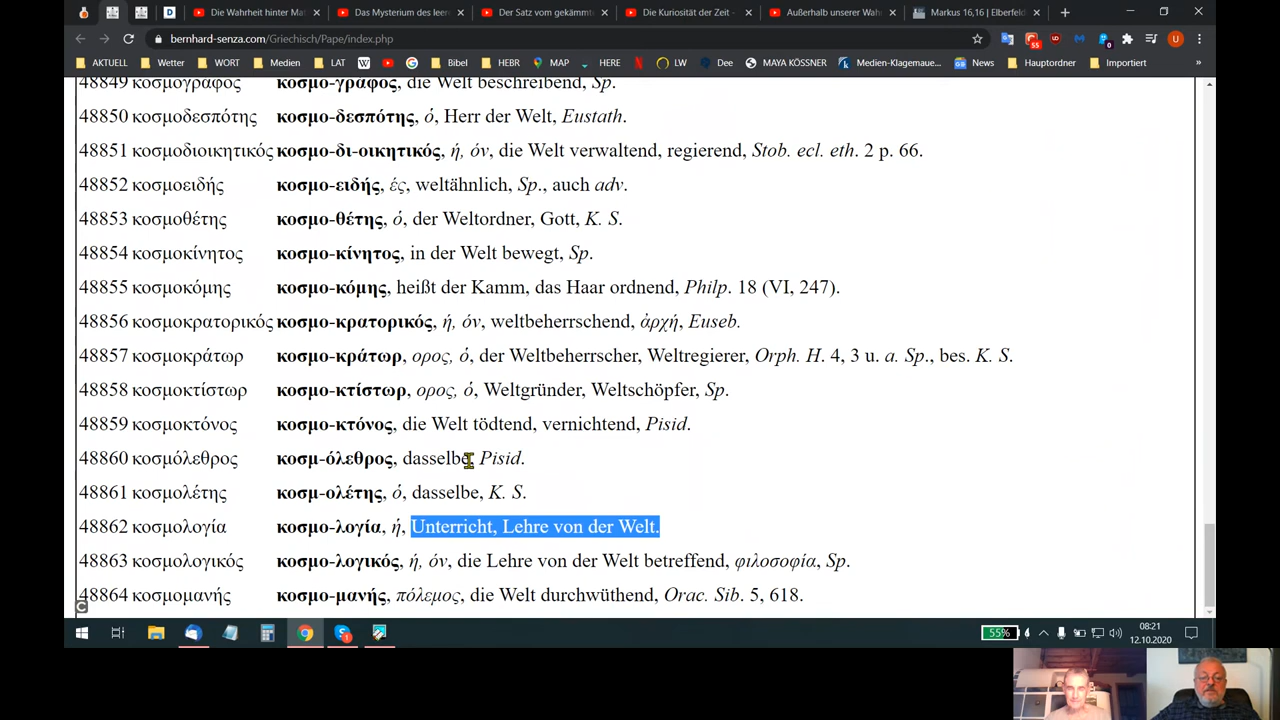 Die Wahrheit hinter Mat
Das Mysterium des leere
Der Satz vom gekämmte
Die Kuriosität der Zeit -
Außerhalb unserer Wah
Markus 16,16 | Elberfel
bernhard-senza.com/Griechisch/Pape/index.php
AKTUELL Wetter WORT Medien LAT Bibel HEBR MAP HERE LW Dee MAYA KÖSSNER Medien-Klagemaue... News Hauptordner Importiert
48849 κοσμογράφος κοσμο-γράφος, die Welt beschreibend, Sp.
48850 κοσμοδεσπότης κοσμο-δεσπότης, ὁ, Herr der Welt, Eustath.
48851 κοσμοδιοικητικός κοσμο-δι-οικητικός, ή, όν, die Welt verwaltend, regierend, Stob. ecl. eth. 2 p. 66.
48852 κοσμοειδής κοσμο-ειδής, ές, weltähnlich, Sp., auch adv.
48853 κοσμοθέτης κοσμο-θέτης, ὁ, der Weltordner, Gott, K. S.
48854 κοσμοκίνητος κοσμο-κίνητος, in der Welt bewegt, Sp.
48855 κοσμοκόμης κοσμο-κόμης, heißt der Kamm, das Haar ordnend, Philp. 18 (VI, 247).
48856 κοσμοκρατορικός κοσμο-κρατορικός, ή, όν, weltbeherrschend, ἀρχή, Euseb.
48857 κοσμοκράτωρ κοσμο-κράτωρ, ορος, ὁ, der Weltbeherrscher, Weltregierer, Orph. H. 4, 3 u. a. Sp., bes. K. S.
48858 κοσμοκτίστωρ κοσμο-κτίστωρ, ορος, ὁ, Weltgründer, Weltschöpfer, Sp.
48859 κοσμοκτόνος κοσμο-κτόνος, die Welt tödtend, vernichtend, Pisid.
48860 κοσμόλεθρος κοσμ-όλεθρος, dasselbe, Pisid.
48861 κοσμολέτης κοσμ-ολέτης, ὁ, dasselbe, K. S.
48862 κοσμολογία κοσμο-λογία, ἡ, Unterricht, Lehre von der Welt.
48863 κοσμολογικός κοσμο-λογικός, ή, όν, die Lehre von der Welt betreffend, φιλοσοφία, Sp.
48864 κοσμομανής κοσμο-μανής, πόλεμος, die Welt durchwüthend, Orac. Sib. 5, 618.
55%
08:21
12.10.2020